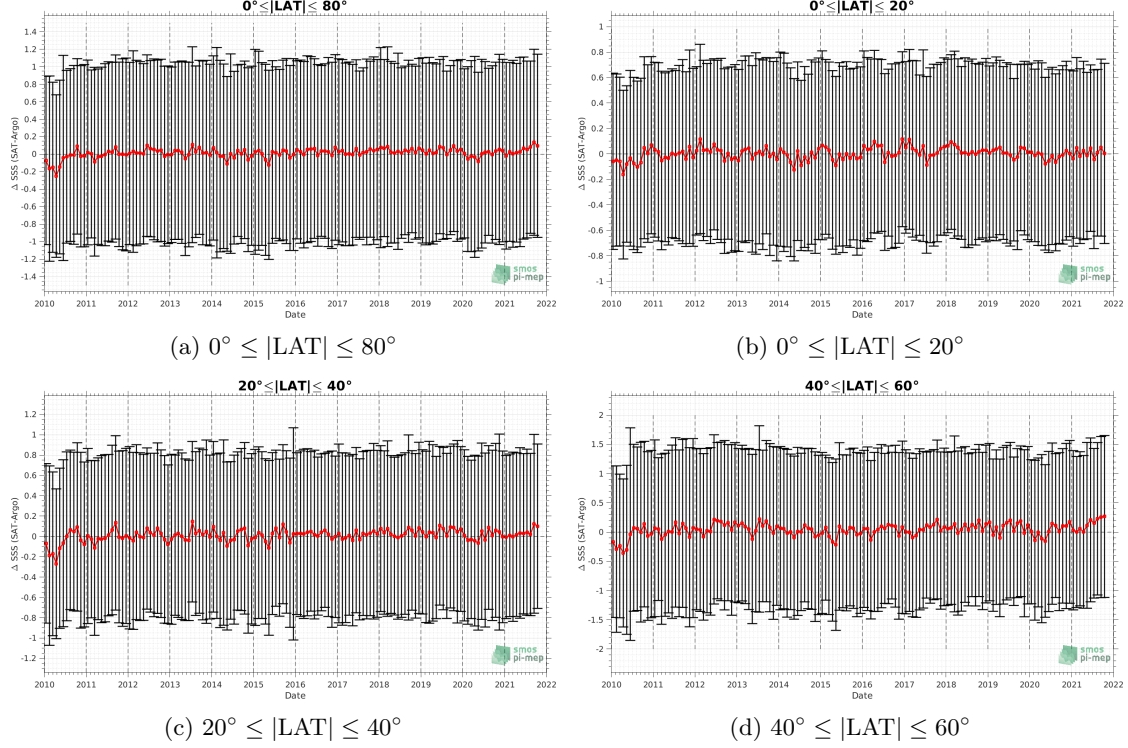 0°≤|LAT|≤ 80°
1.4
1.2
1
0.8
0.6
0.4
0.2
0
-0.2
-0.4
-0.6
-0.8
-1
-1.2
-1.4
Δ SSS (SAT-Argo)
2010 2011 2012 2013 2014 2015 2016 2017 2018 2019 2020 2021 2022
Date
smos
pi-mep
(a) 0° ≤ |LAT| ≤ 80°
0°≤|LAT|≤ 20°
1
0.8
0.6
0.4
0.2
0
-0.2
-0.4
-0.6
-0.8
-1
Δ SSS (SAT-Argo)
2010 2011 2012 2013 2014 2015 2016 2017 2018 2019 2020 2021 2022
Date
smos
pi-mep
(b) 0° ≤ |LAT| ≤ 20°
20°≤|LAT|≤ 40°
1.2
1
0.8
0.6
0.4
0.2
0
-0.2
-0.4
-0.6
-0.8
-1
-1.2
Δ SSS (SAT-Argo)
2010 2011 2012 2013 2014 2015 2016 2017 2018 2019 2020 2021 2022
Date
smos
pi-mep
(c) 20° ≤ |LAT| ≤ 40°
40°≤|LAT|≤ 60°
2
1.5
1
0.5
0
-0.5
-1
-1.5
-2
Δ SSS (SAT-Argo)
2010 2011 2012 2013 2014 2015 2016 2017 2018 2019 2020 2021 2022
Date
smos
pi-mep
(d) 40° ≤ |LAT| ≤ 60°